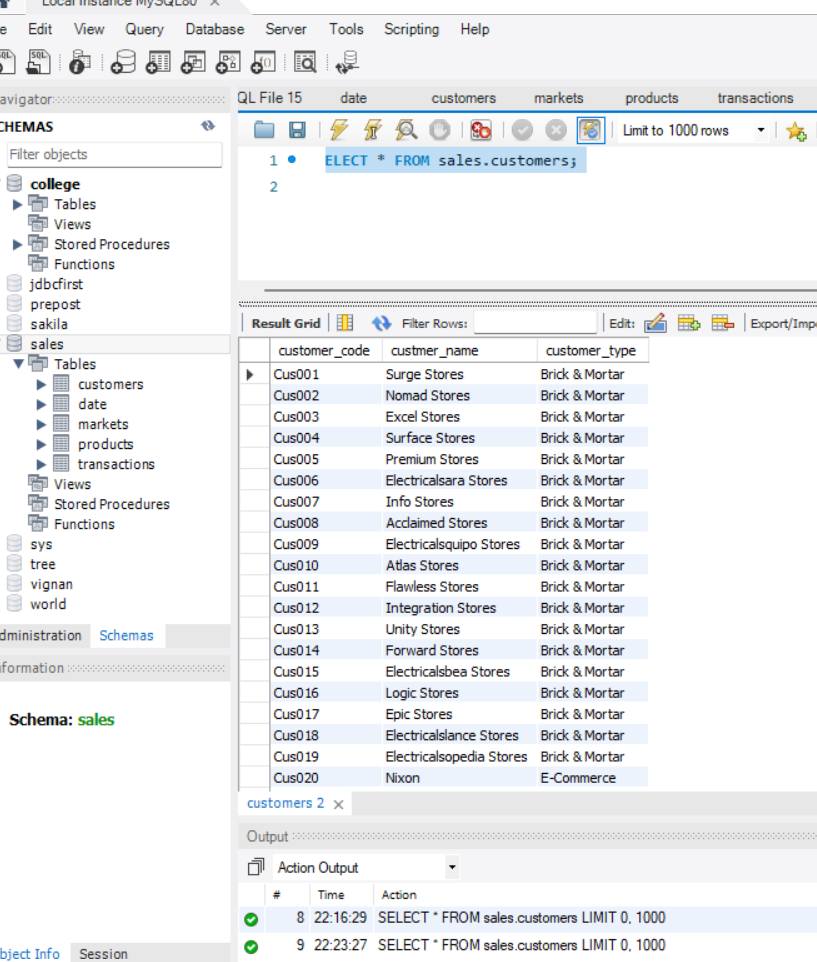 Local instance MySQL80 ×
e Edit View Query Database Server Tools Scripting Help
avigator
QL File 15 date customers markets products transactions
CHEMAS
Filter objects
Limit to 1000 rows
1 ELECT * FROM sales.customers;
2
college
Tables
Views
Stored Procedures
Functions
jdbcfirst
prepost
sakila
sales
Tables
customers
date
markets
products
transactions
Views
Stored Procedures
Functions
sys
tree
vignan
world
dministration Schemas
nformation
Schema: sales
bject Info Session
Result Grid Filter Rows: Edit: Export/Impo
customer_code custmer_name customer_type
Cus001 Surge Stores Brick & Mortar
Cus002 Nomad Stores Brick & Mortar
Cus003 Excel Stores Brick & Mortar
Cus004 Surface Stores Brick & Mortar
Cus005 Premium Stores Brick & Mortar
Cus006 Electricalsara Stores Brick & Mortar
Cus007 Info Stores Brick & Mortar
Cus008 Acclaimed Stores Brick & Mortar
Cus009 Electricalsquipo Stores Brick & Mortar
Cus010 Atlas Stores Brick & Mortar
Cus011 Flawless Stores Brick & Mortar
Cus012 Integration Stores Brick & Mortar
Cus013 Unity Stores Brick & Mortar
Cus014 Forward Stores Brick & Mortar
Cus015 Electricalsbea Stores Brick & Mortar
Cus016 Logic Stores Brick & Mortar
Cus017 Epic Stores Brick & Mortar
Cus018 Electricalslance Stores Brick & Mortar
Cus019 Electricalsopedia Stores Brick & Mortar
Cus020 Nixon E-Commerce
customers 2 ×
Output
Action Output
# Time Action
8 22:16:29 SELECT * FROM sales.customers LIMIT 0, 1000
9 22:23:27 SELECT * FROM sales.customers LIMIT 0, 1000